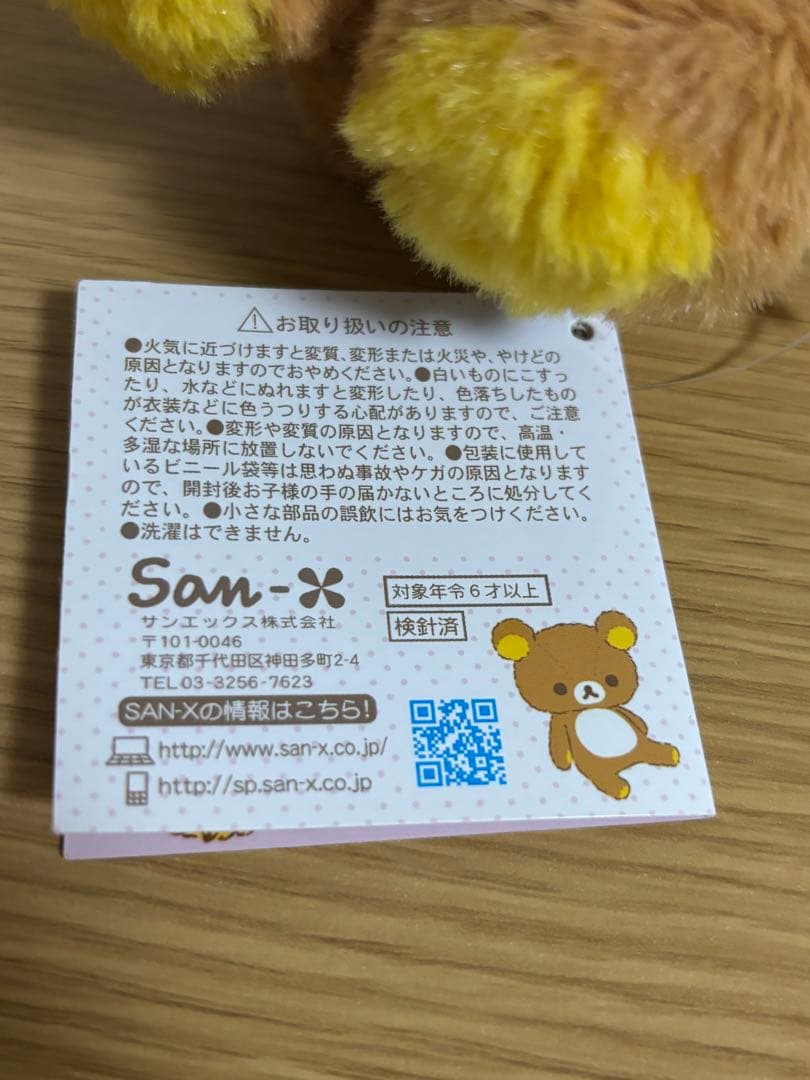 ⚠お取り扱いの注意
●火気に近づけますと変質、変形または火災や、やけどの
原因となりますのでおやめください。●白いものにこすっ
たり、水などにぬれますと変形したり、色落ちしたもの
が衣装などに色うつりする心配がありますので、ご注意
ください。●変形や変質の原因となりますので、高温・
多湿な場所に放置しないでください。●包装に使用して
いるビニール袋等は思わぬ事故やケガの原因となります
ので、開封後お子様の手の届かないところに処分してく
ださい。●小さな部品の誤飲にはお気をつけください。
●洗濯はできません。
San-X
サンエックス株式会社
〒101-0046
東京都千代田区神田多町2-4
TEL 03-3256-7623
対象年令6才以上
検針済
SAN-Xの情報はこちら!
http://www.san-x.co.jp/
http://sp.san-x.co.jp